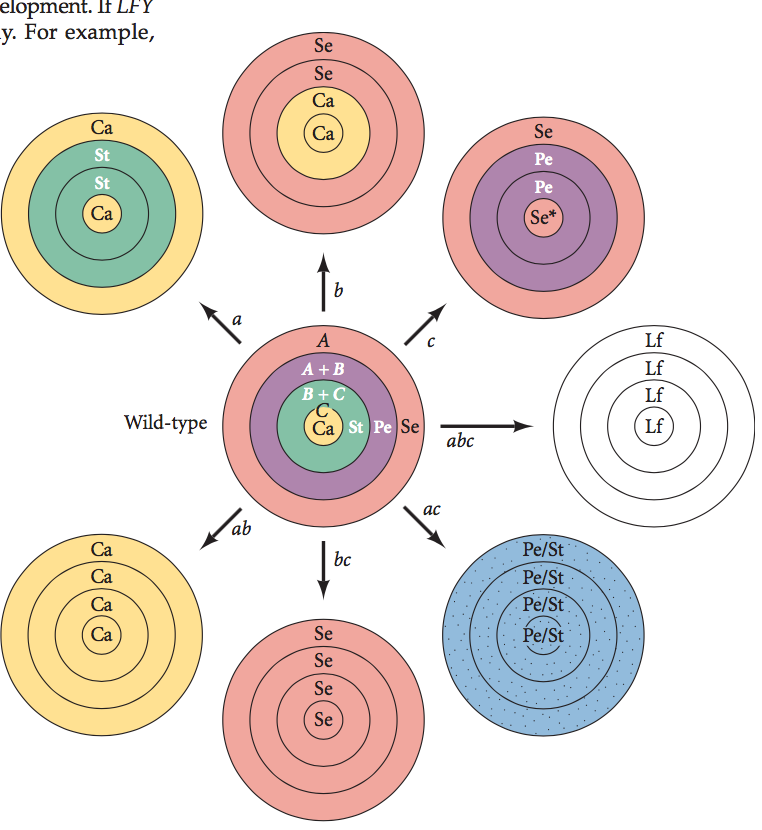 elopment. If LFY
y. For example,
Se
Se
Ca
Ca
Ca
St
St
Ca
Se
Pe
Pe
Se*
b
a
c
A
A + B
B + C
C
Ca St Pe Se
Wild-type
abc
Lf
Lf
Lf
Lf
ab
bc
ac
Ca
Ca
Ca
Ca
Se
Se
Se
Se
Pe/St
Pe/St
Pe/St
Pe/St